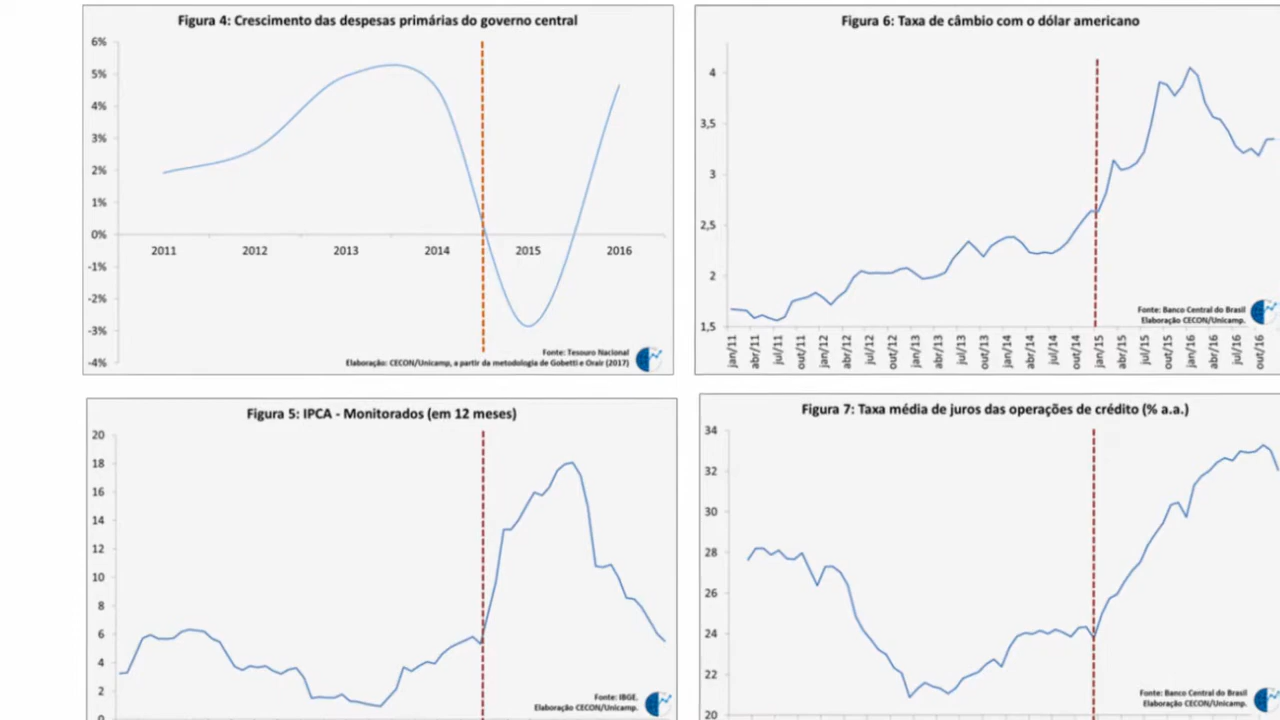 Figura 4: Crescimento das despesas primárias do governo central
6%
5%
4%
3%
2%
1%
0%
-1%
-2%
-3%
-4%
2011 2012 2013 2014 2015 2016
Fonte: Tesouro Nacional
Elaboração: CECON/Unicamp, a partir da metodologia de Gobetti e Orair (2017)
Figura 6: Taxa de câmbio com o dólar americano
4
3,5
3
2,5
2
1,5
jan/11 abr/11 jul/11 out/11 jan/12 abr/12 jul/12 out/12 jan/13 abr/13 jul/13 out/13 jan/14 abr/14 jul/14 out/14 jan/15 abr/15 jul/15 out/15 jan/16 abr/16 jul/16 out/16
Fonte: Banco Central do Brasil
Elaboração CECON/Unicamp.
Figura 5: IPCA - Monitorados (em 12 meses)
20
18
16
14
12
10
8
6
4
2
0
Fonte: IBGE.
Elaboração CECON/Unicamp.
Figura 7: Taxa média de juros das operações de crédito (% a.a.)
34
32
30
28
26
24
22
20
Fonte: Banco Central do Brasil
Elaboração CECON/Unicamp.